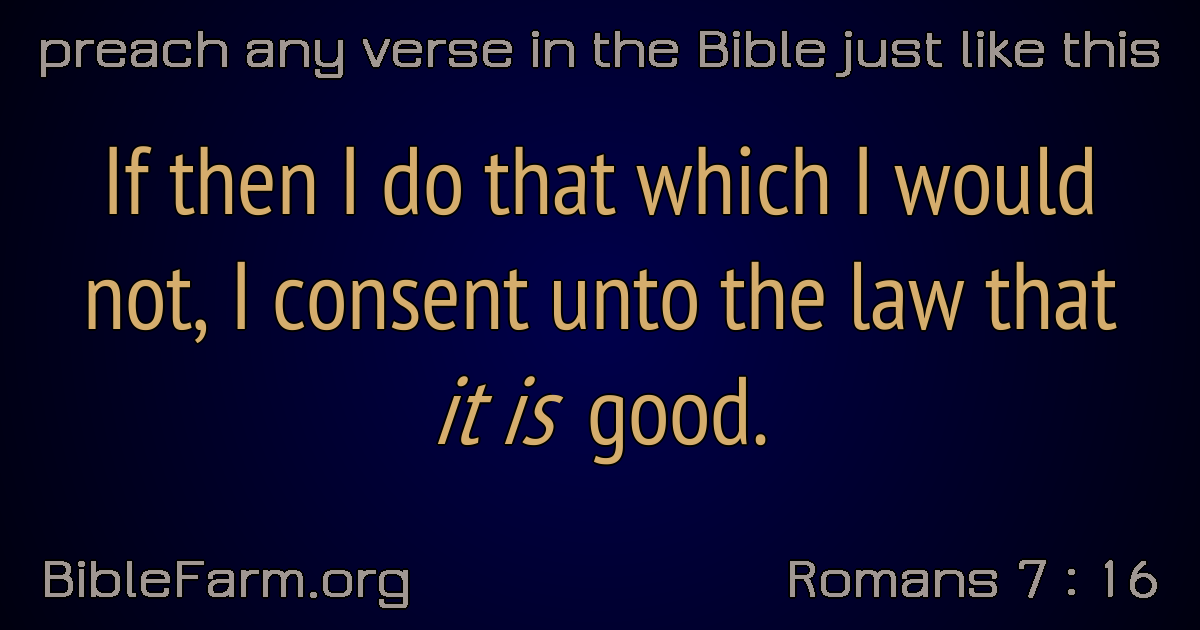 preach any verse in the Bible just like this
If then I do that which I would
not, I consent unto the law that
it is good.
BibleFarm.org
Romans 7 : 16